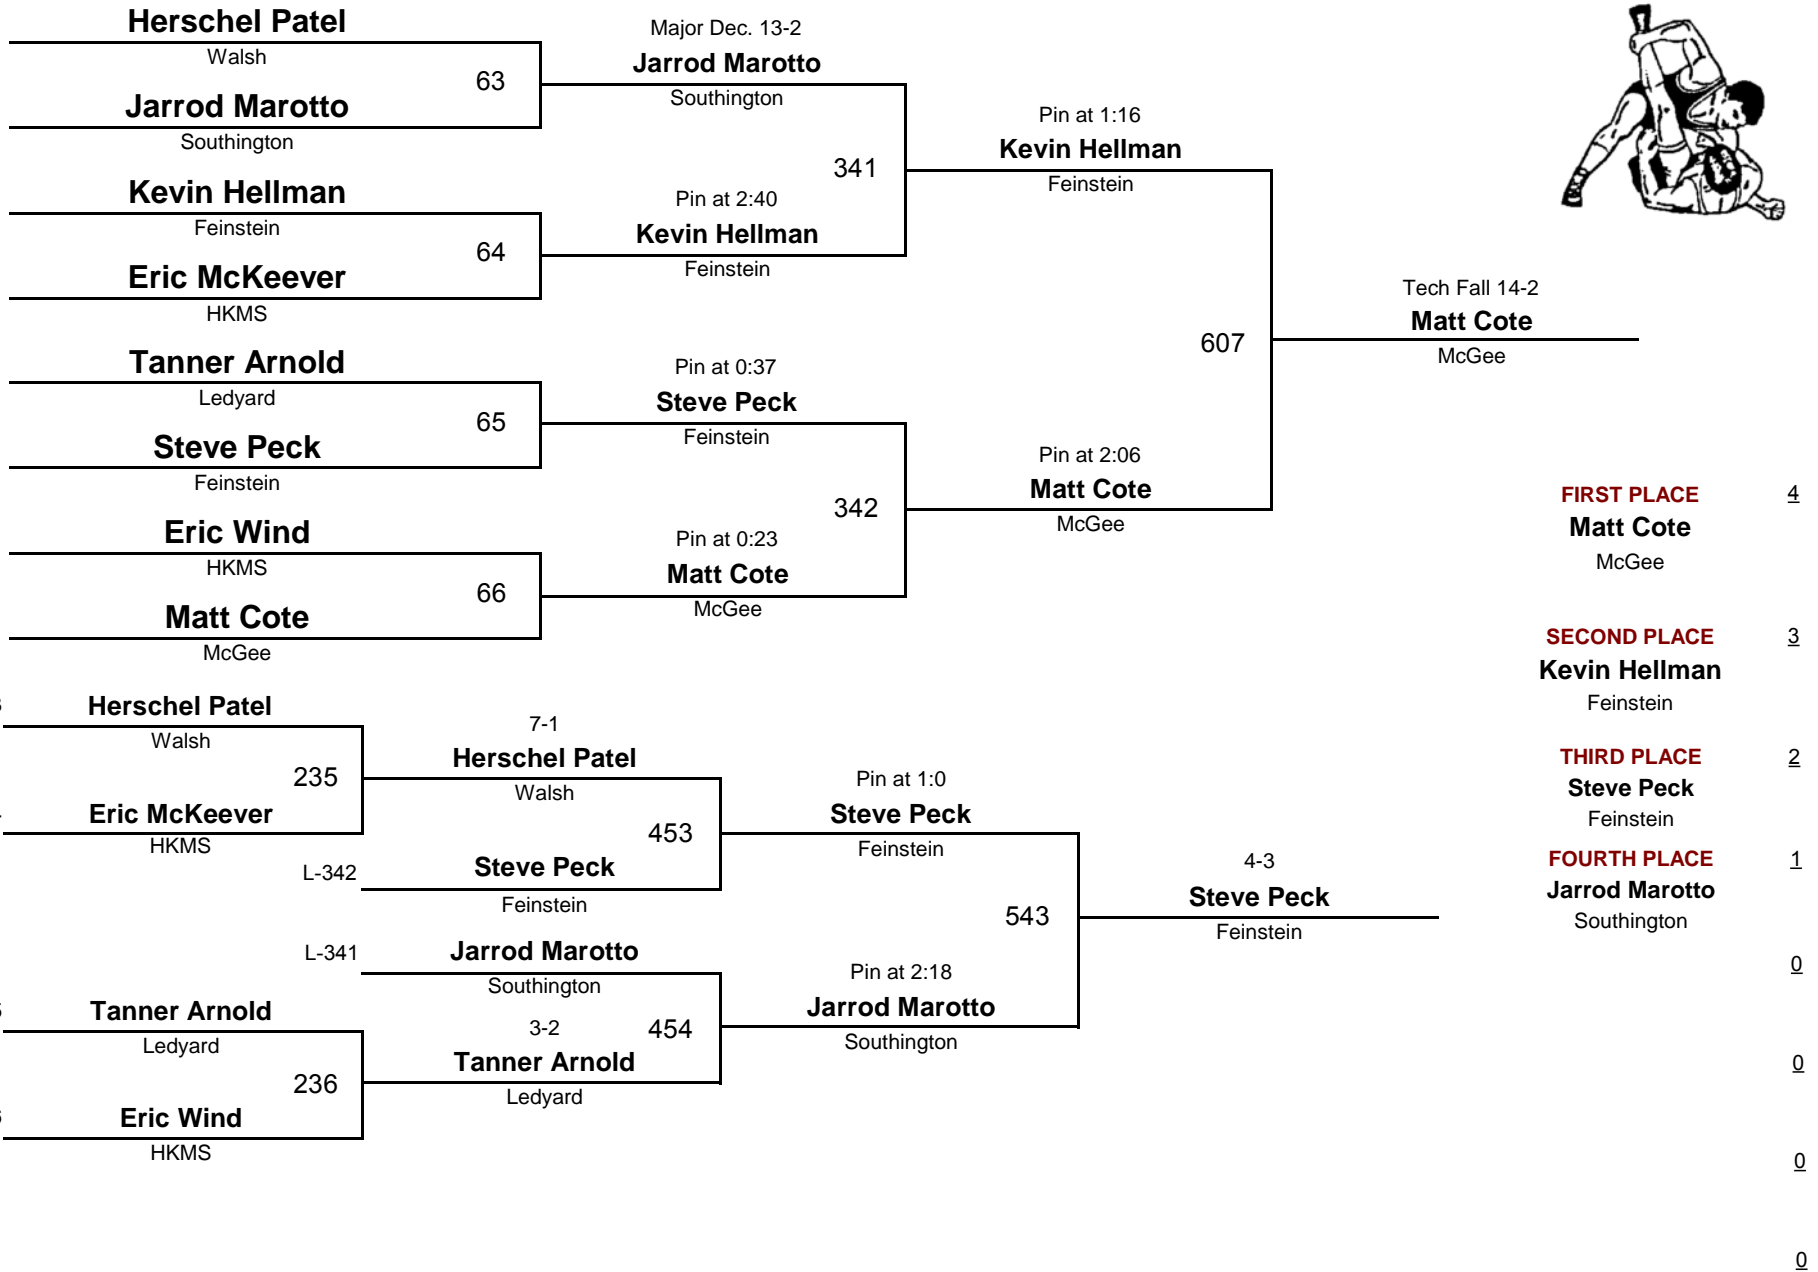 Herschel Patel
Walsh
63
Jarrod Marotto
Southington
Kevin Hellman
Feinstein
64
Eric McKeever
HKMS
Tanner Arnold
Ledyard
65
Steve Peck
Feinstein
Eric Wind
HKMS
66
Matt Cote
McGee
Major Dec. 13-2
Jarrod Marotto
Southington
341
Pin at 2:40
Kevin Hellman
Feinstein
Pin at 0:37
Steve Peck
Feinstein
342
Pin at 0:23
Matt Cote
McGee
Pin at 1:16
Kevin Hellman
Feinstein
607
Pin at 2:06
Matt Cote
McGee
Tech Fall 14-2
Matt Cote
McGee
FIRST PLACE 4
Matt Cote
McGee
SECOND PLACE 3
Kevin Hellman
Feinstein
THIRD PLACE 2
Steve Peck
Feinstein
FOURTH PLACE 1
Jarrod Marotto
Southington
0
0
0
0
Herschel Patel
Walsh
235
Eric McKeever
HKMS
Tanner Arnold
Ledyard
236
Eric Wind
HKMS
7-1
Herschel Patel
Walsh
453
L-342 Steve Peck
Feinstein
L-341 Jarrod Marotto
Southington
3-2 454
Tanner Arnold
Ledyard
Pin at 1:0
Steve Peck
Feinstein
543
Pin at 2:18
Jarrod Marotto
Southington
4-3
Steve Peck
Feinstein